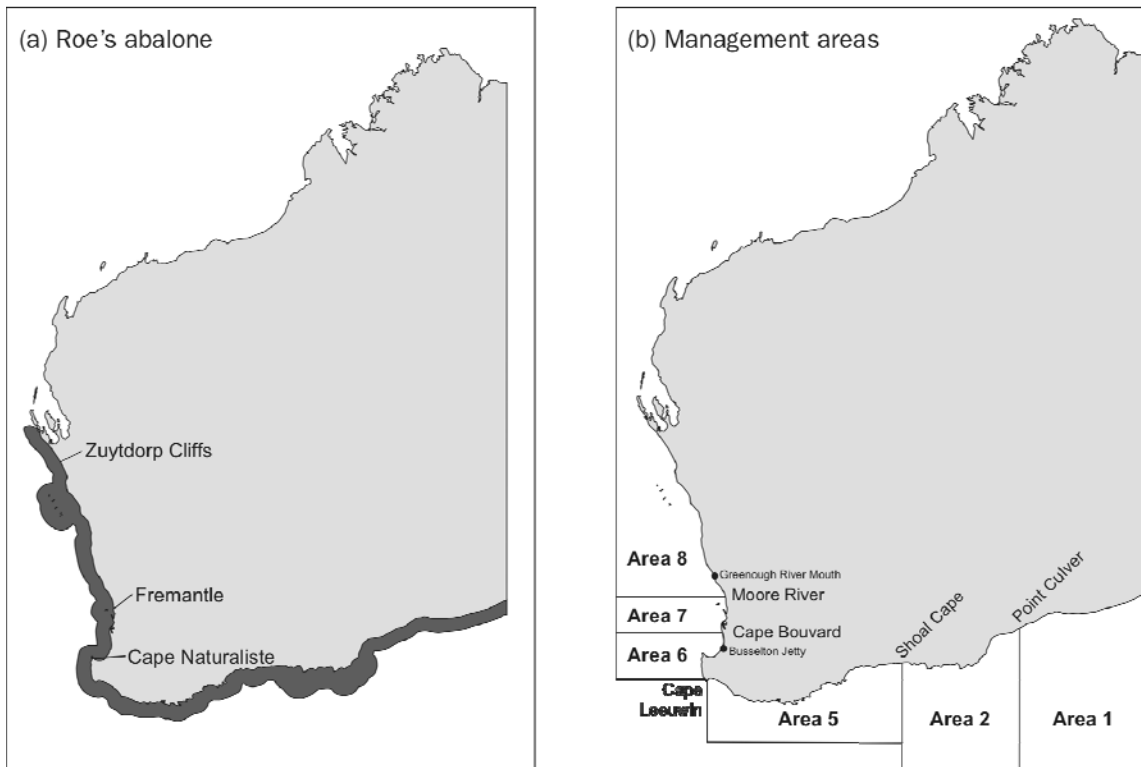 (a) Roe's abalone
Zuytdorp Cliffs
Fremantle
Cape Naturaliste
(b) Management areas
Area 8
Greenough River Mouth
Moore River
Area 7
Cape Bouvard
Area 6
Busselton Jetty
Cape
Leeuwin
Shoal Cape
Point Culver
Area 5
Area 2
Area 1